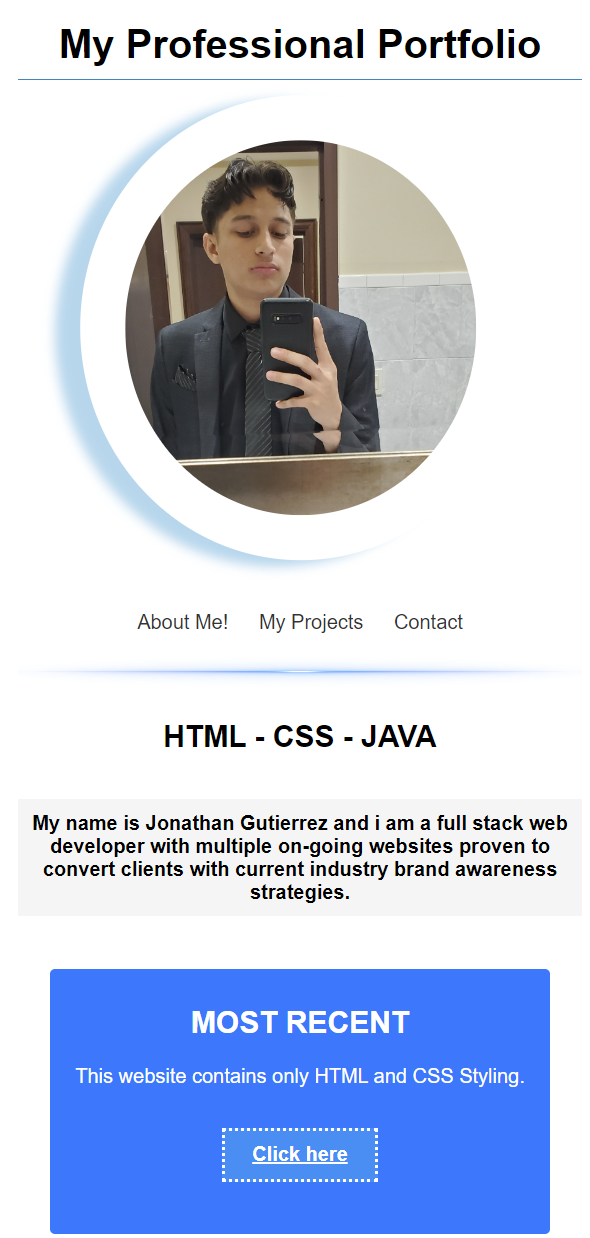 My Professional Portfolio
About Me! My Projects Contact
HTML - CSS - JAVA
My name is Jonathan Gutierrez and i am a full stack web
developer with multiple on-going websites proven to
convert clients with current industry brand awareness
strategies.
MOST RECENT
This website contains only HTML and CSS Styling.
Click here